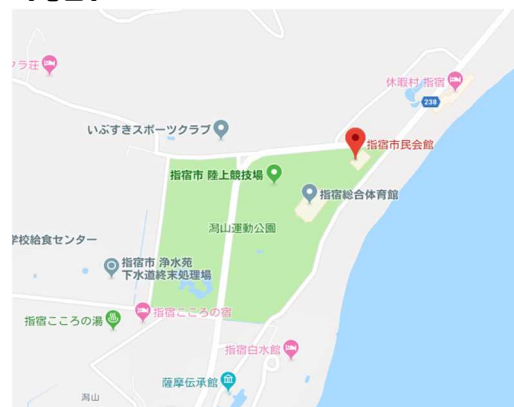 ラ荘
休暇村 指宿
238
いぶすきスポーツクラブ
指宿市民会館
指宿市 陸上競技場
指宿総合体育館
潟山運動公園
学校給食センター
指宿市 浄水苑
下水道終末処理場
指宿こころの宿
指宿こころの湯
指宿白水館
薩摩伝承館
潟山